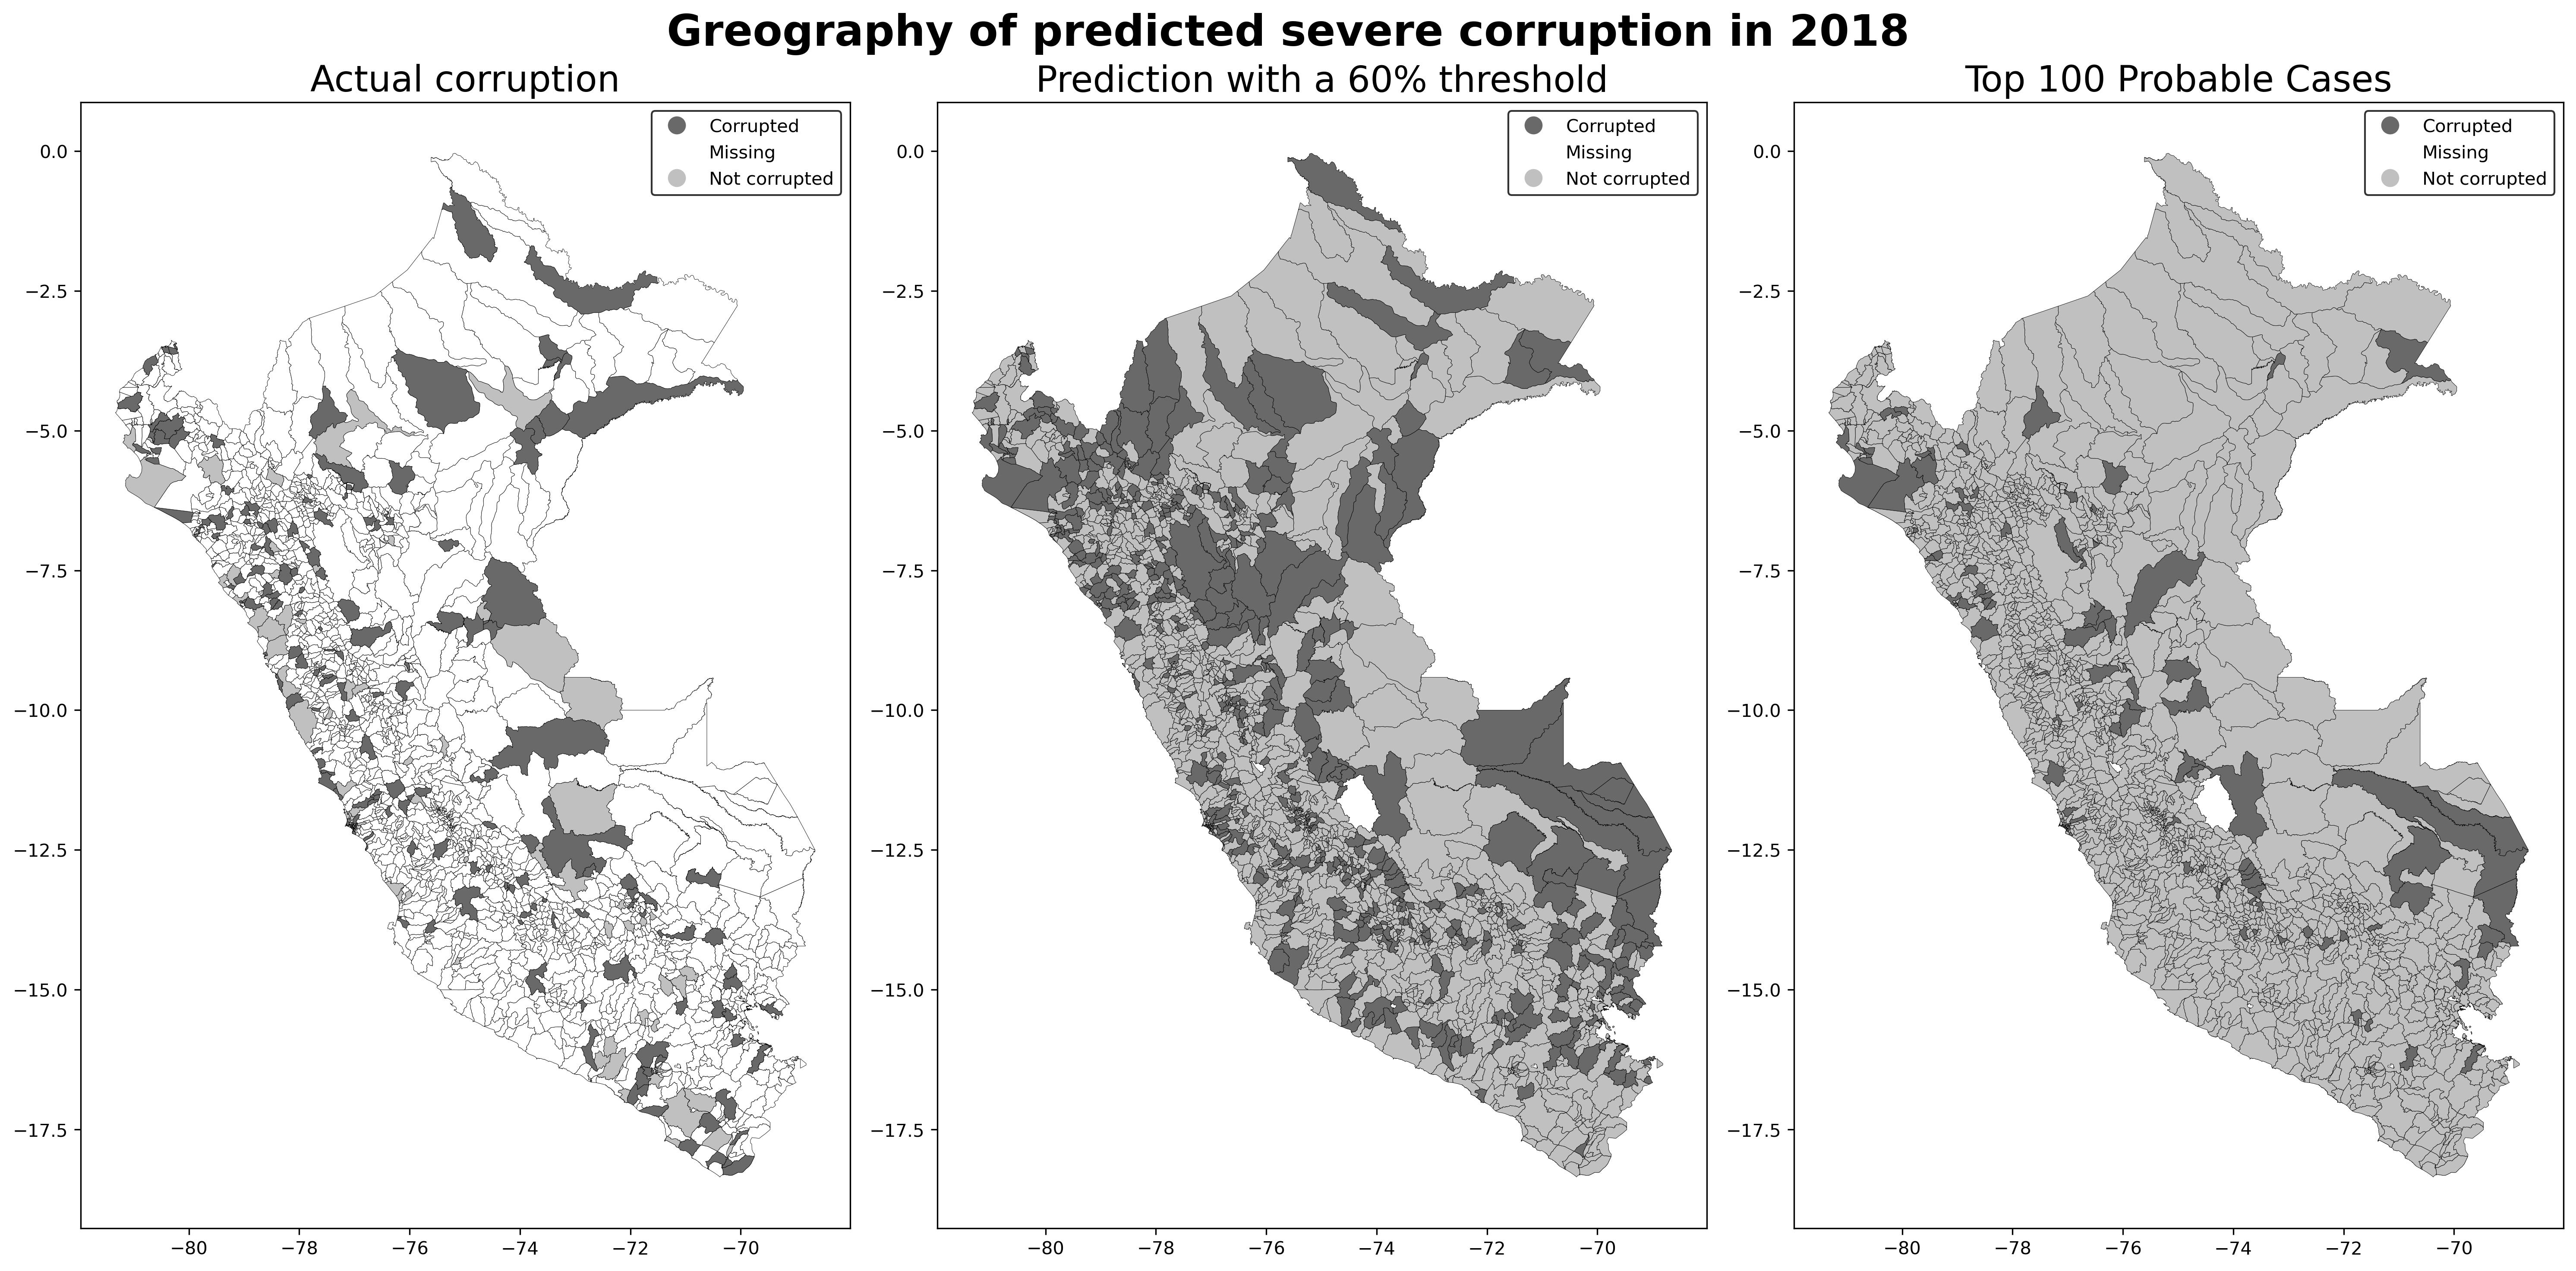 Greography of predicted severe corruption in 2018
Actual corruption
Prediction with a 60% threshold
Top 100 Probable Cases
Corrupted
Missing
Not corrupted
0.0
−2.5
−5.0
−7.5
−10.0
−12.5
−15.0
−17.5
−80 −78 −76 −74 −72 −70
Corrupted
Missing
Not corrupted
0.0
−2.5
−5.0
−7.5
−10.0
−12.5
−15.0
−17.5
−80 −78 −76 −74 −72 −70
Corrupted
Missing
Not corrupted
0.0
−2.5
−5.0
−7.5
−10.0
−12.5
−15.0
−17.5
−80 −78 −76 −74 −72 −70